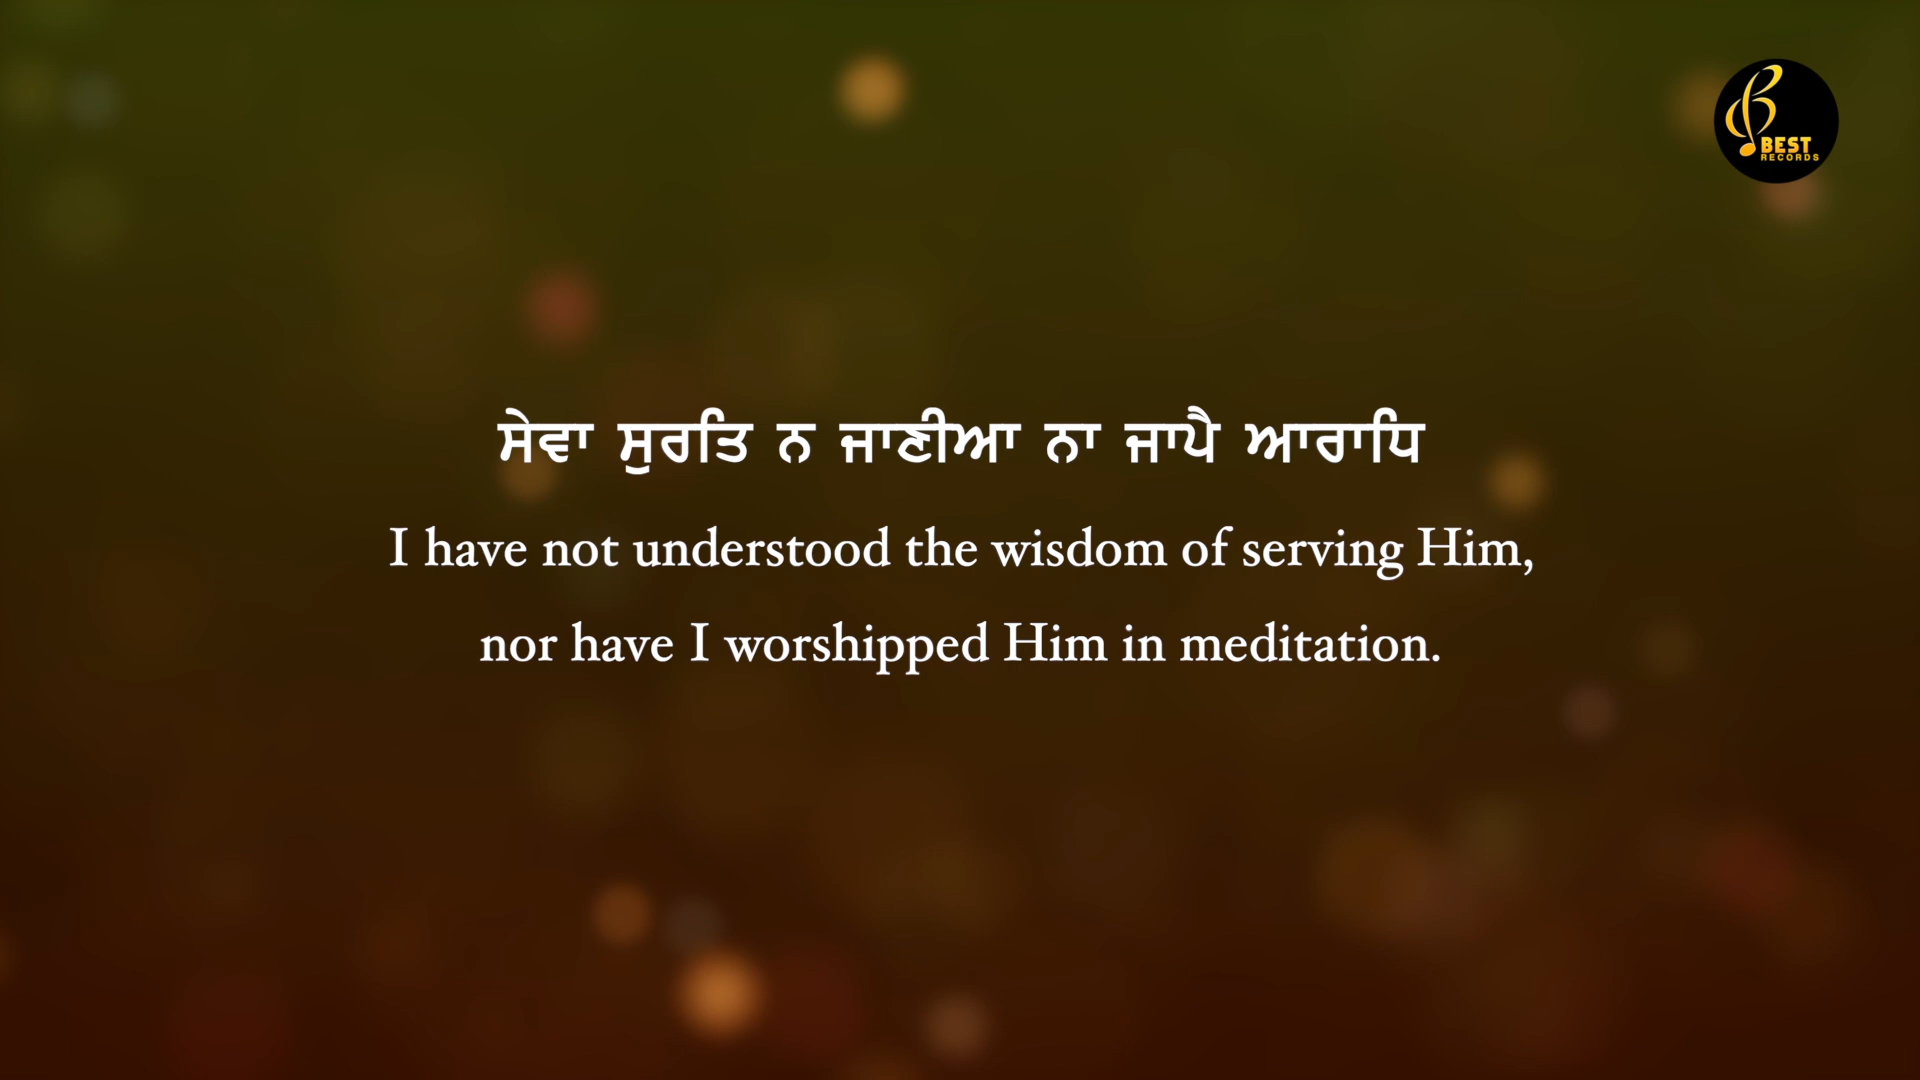 BEST
RECORDS
ਸੇਵਾ ਸੁਰਤਿ ਨ ਜਾਣੀਆ ਨਾ ਜਾਪੈ ਆਰਾਧਿ
I have not understood the wisdom of serving Him,
nor have I worshipped Him in meditation.